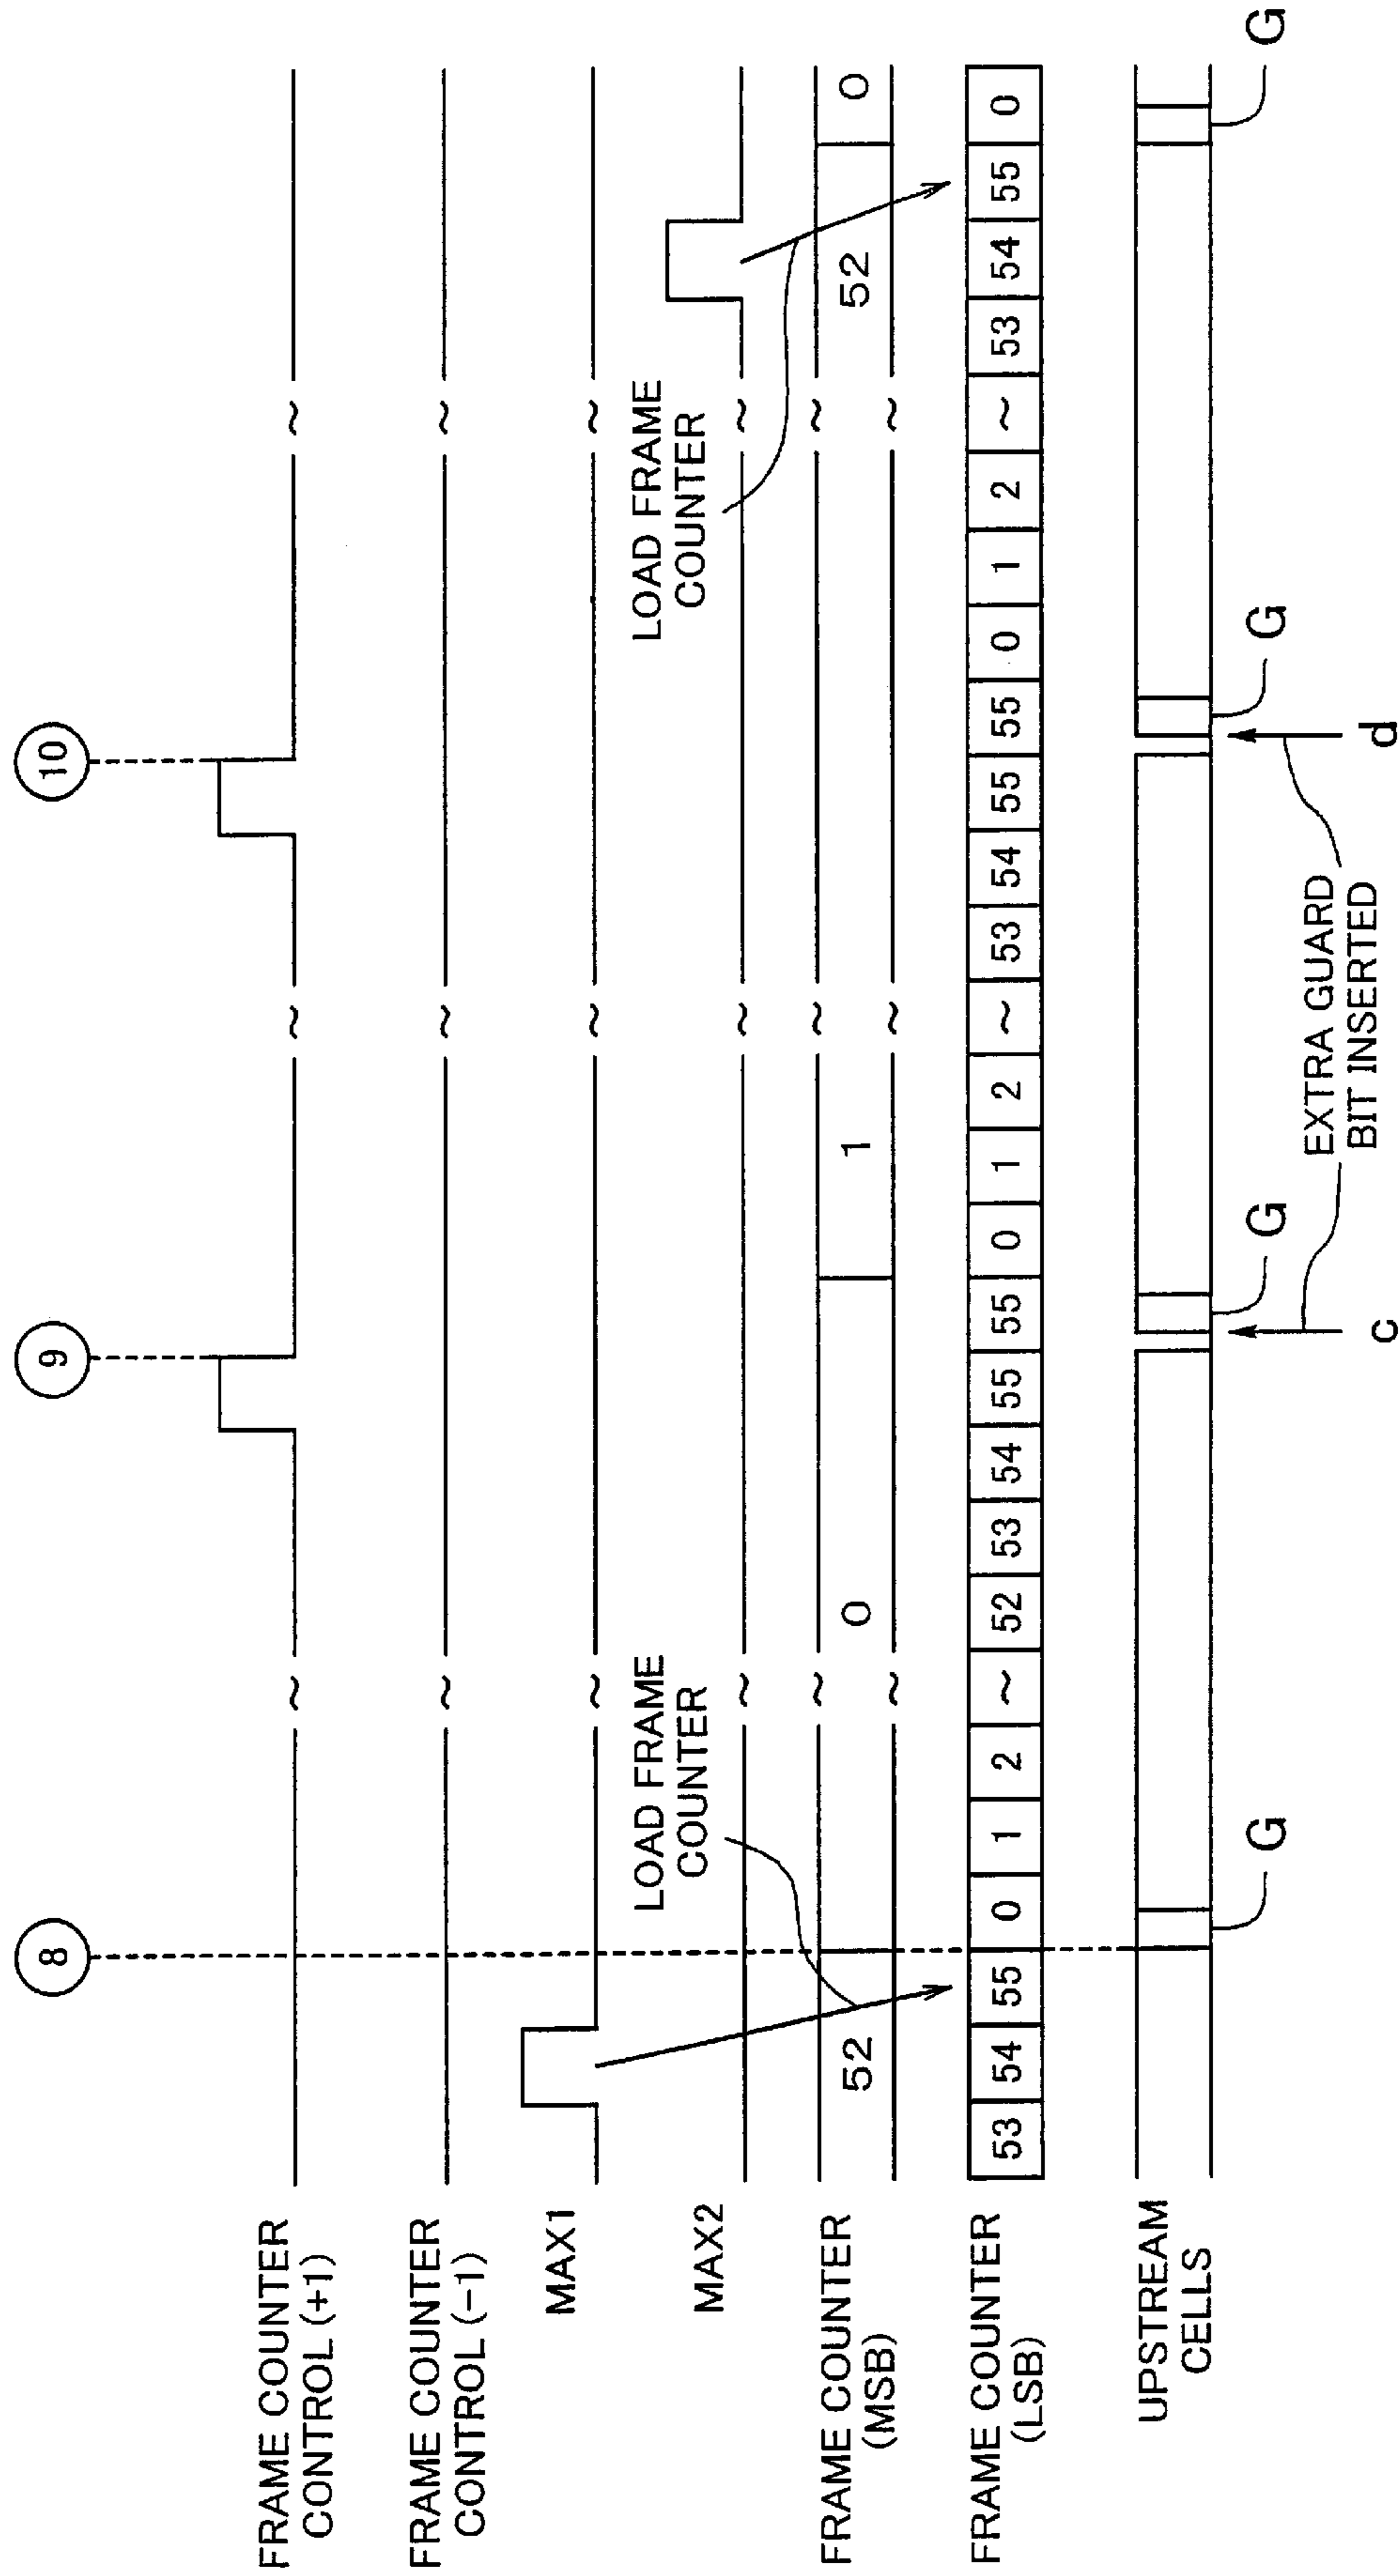 8
9
10
FRAME COUNTER
CONTROL (+1)
~ ~ ~
FRAME COUNTER
CONTROL (−1)
~ ~ ~
MAX1
~ ~ ~
LOAD FRAME
COUNTER
LOAD FRAME
COUNTER
MAX2
~ ~ ~
FRAME COUNTER
(MSB)
52 0 1 52 0
~ ~ ~
~ ~ ~
FRAME COUNTER
(LSB)
53 54 55 0 1 2 ~ 52 53 54 55 55 0 1 2 ~ 53 54 55 55 0 1 2 ~ 53 54 55 0
UPSTREAM
CELLS
G G G G
EXTRA GUARD
BIT INSERTED
c d